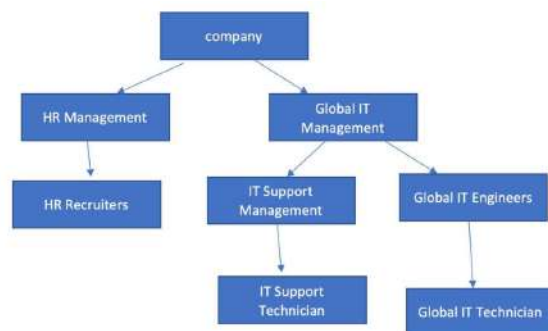 company
HR Management
Global IT
Management
HR Recruiters
IT Support
Management
Global IT Engineers
IT Support
Technician
Global IT Technician